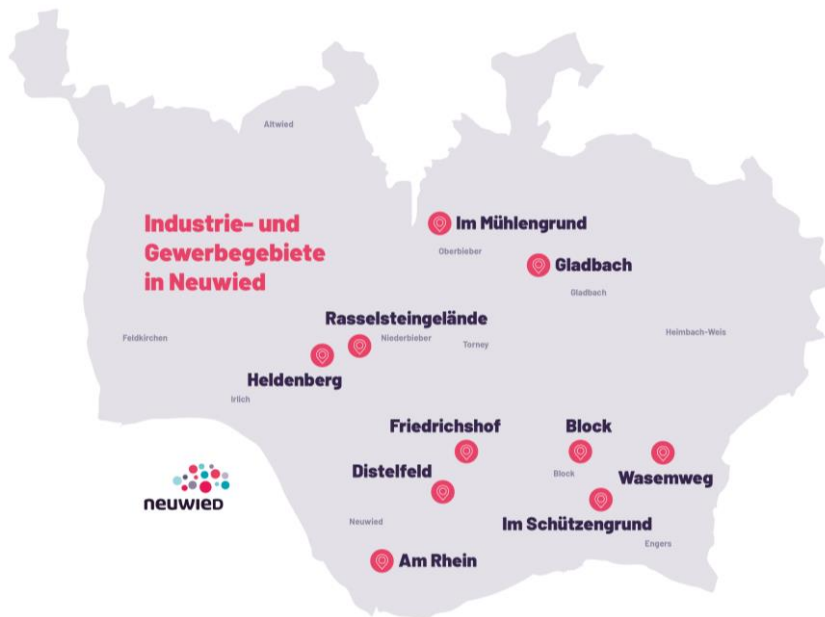 Altwied
Industrie- und
Gewerbegebiete
in Neuwied
Im Mühlengrund
Oberbieber
Gladbach
Gladbach
Rasselsteingelände
Feldkirchen
Niederbieber
Torney
Heimbach-Weis
Heldenberg
Irlich
Friedrichshof
Block
Distelfeld
Block
Wasemweg
neuwied
Neuwied
Im Schützengrund
Engers
Am Rhein